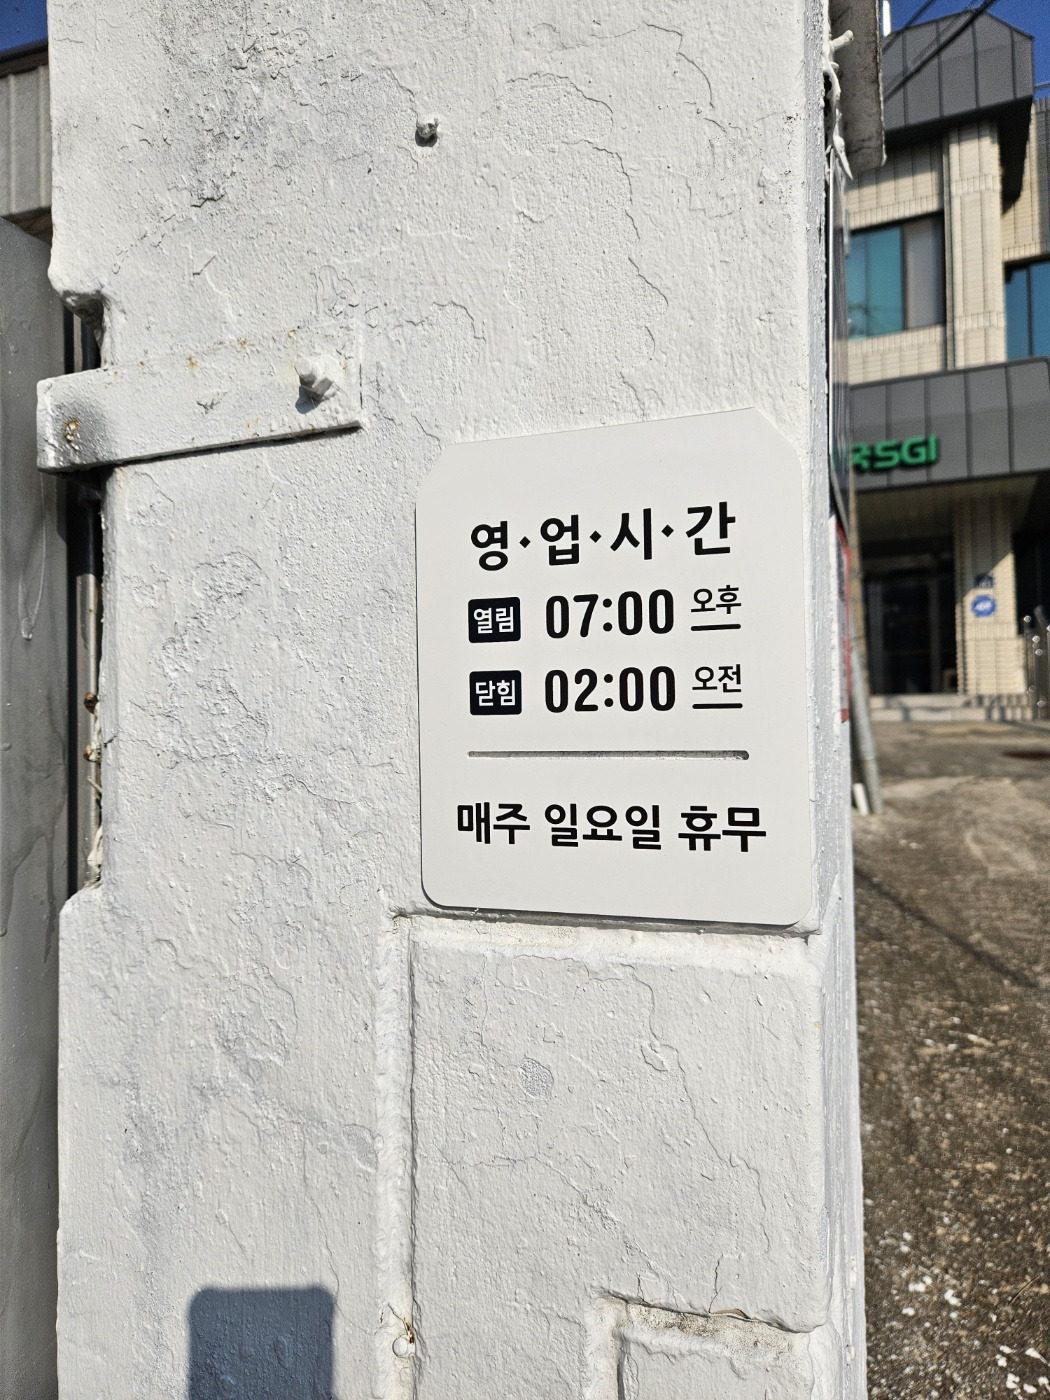 영·업·시·간
열림 07:00 오후
닫힘 02:00 오전
매주 일요일 휴무
RSGI